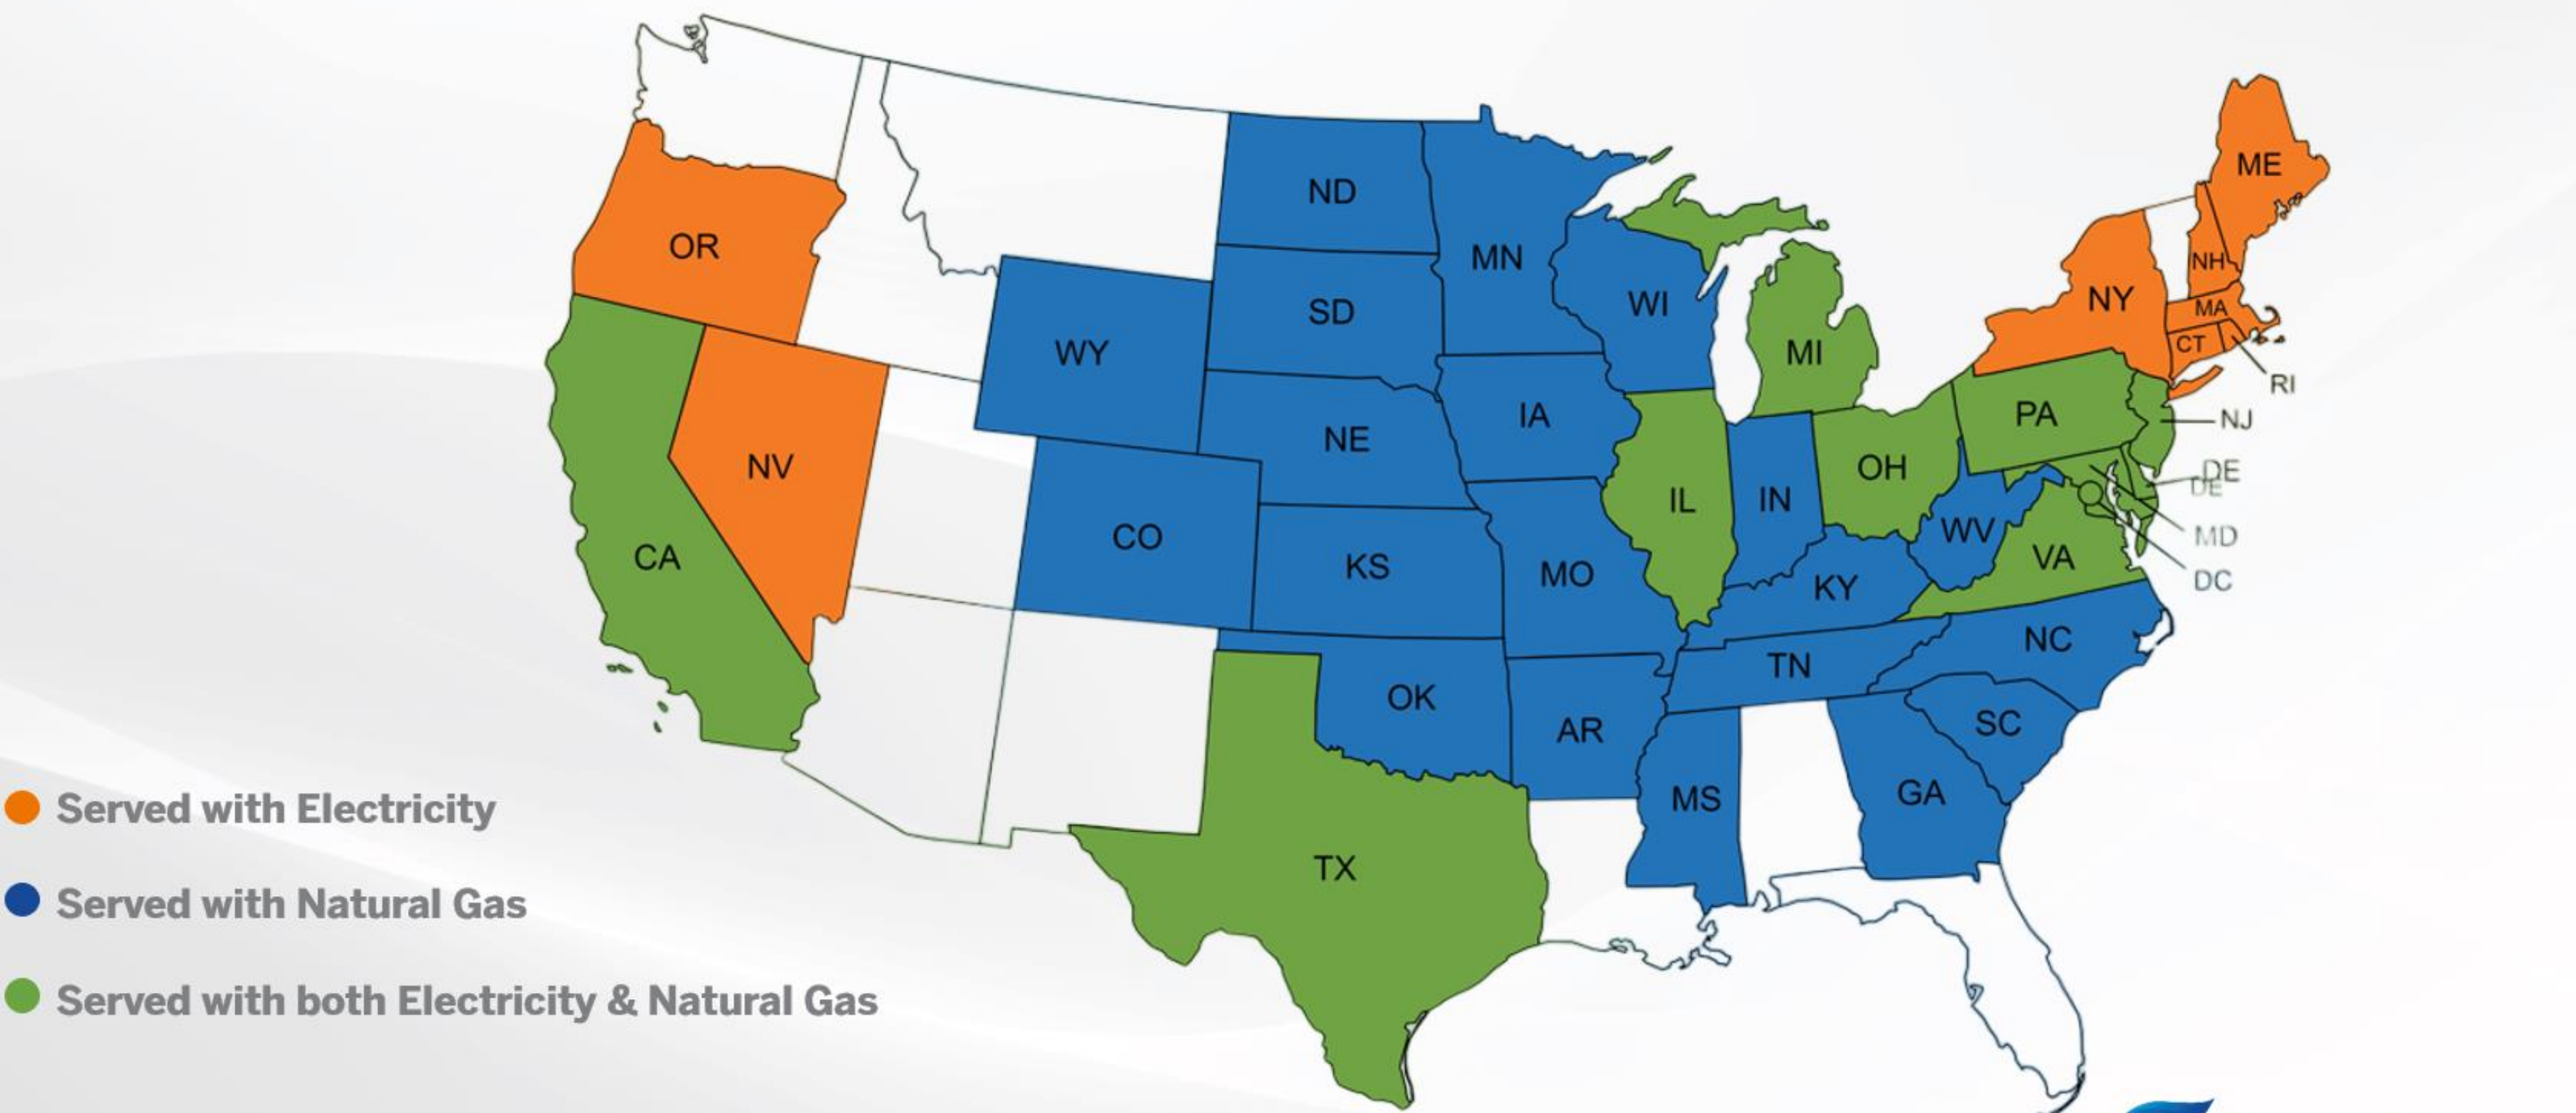 ME
ND
OR
MN
NH
NY
WI
MA
SD
CT
WY
MI
RI
IA
PA
NJ
NE
OH
NV
DE
DE
IL
IN
WV
MD
CO
VA
CA
KS
MO
DC
KY
NC
TN
OK
SC
AR
GA
MS
Served with Electricity
TX
Served with Natural Gas
Served with both Electricity & Natural Gas